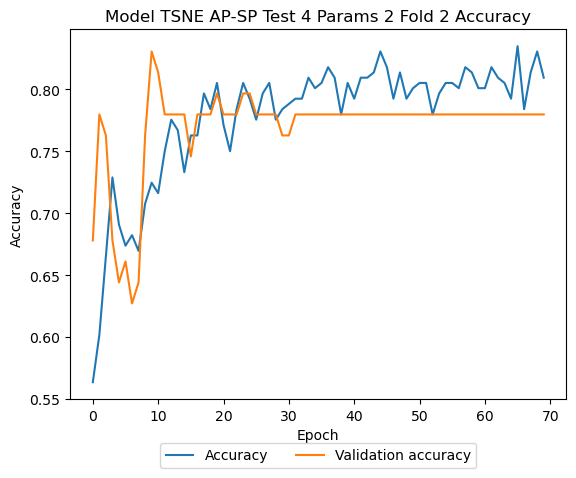 Model TSNE AP-SP Test 4 Params 2 Fold 2 Accuracy
Accuracy
0.80
0.75
0.70
0.65
0.60
0.55
0 10 20 30 40 50 60 70
Epoch
Accuracy Validation accuracy